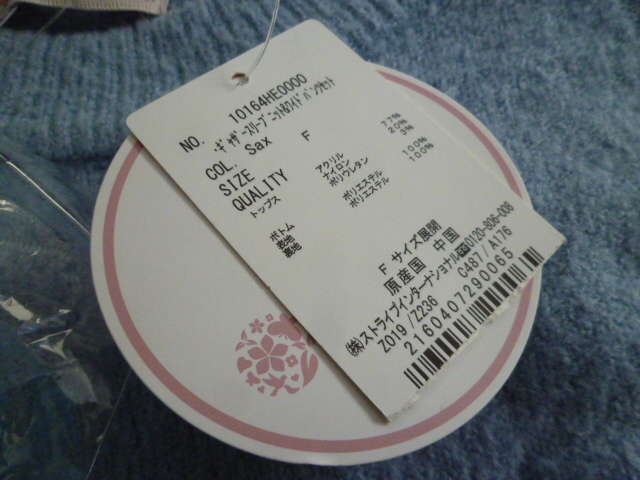 NO. 10164HE0000
ギャザースリーブ ニット&ワイド パンツセット
COL. Sax
SIZE F
QUALITY
トップス アクリル 77%
ナイロン 20%
ポリウレタン 3%
ボトム
表地 ポリエステル 100%
裏地 ポリエステル 100%
F サイズ展開
原産国 中国
㈱ストライプインターナショナル 0120-806-008
Z019/Z236 C487/A176
2160407290065